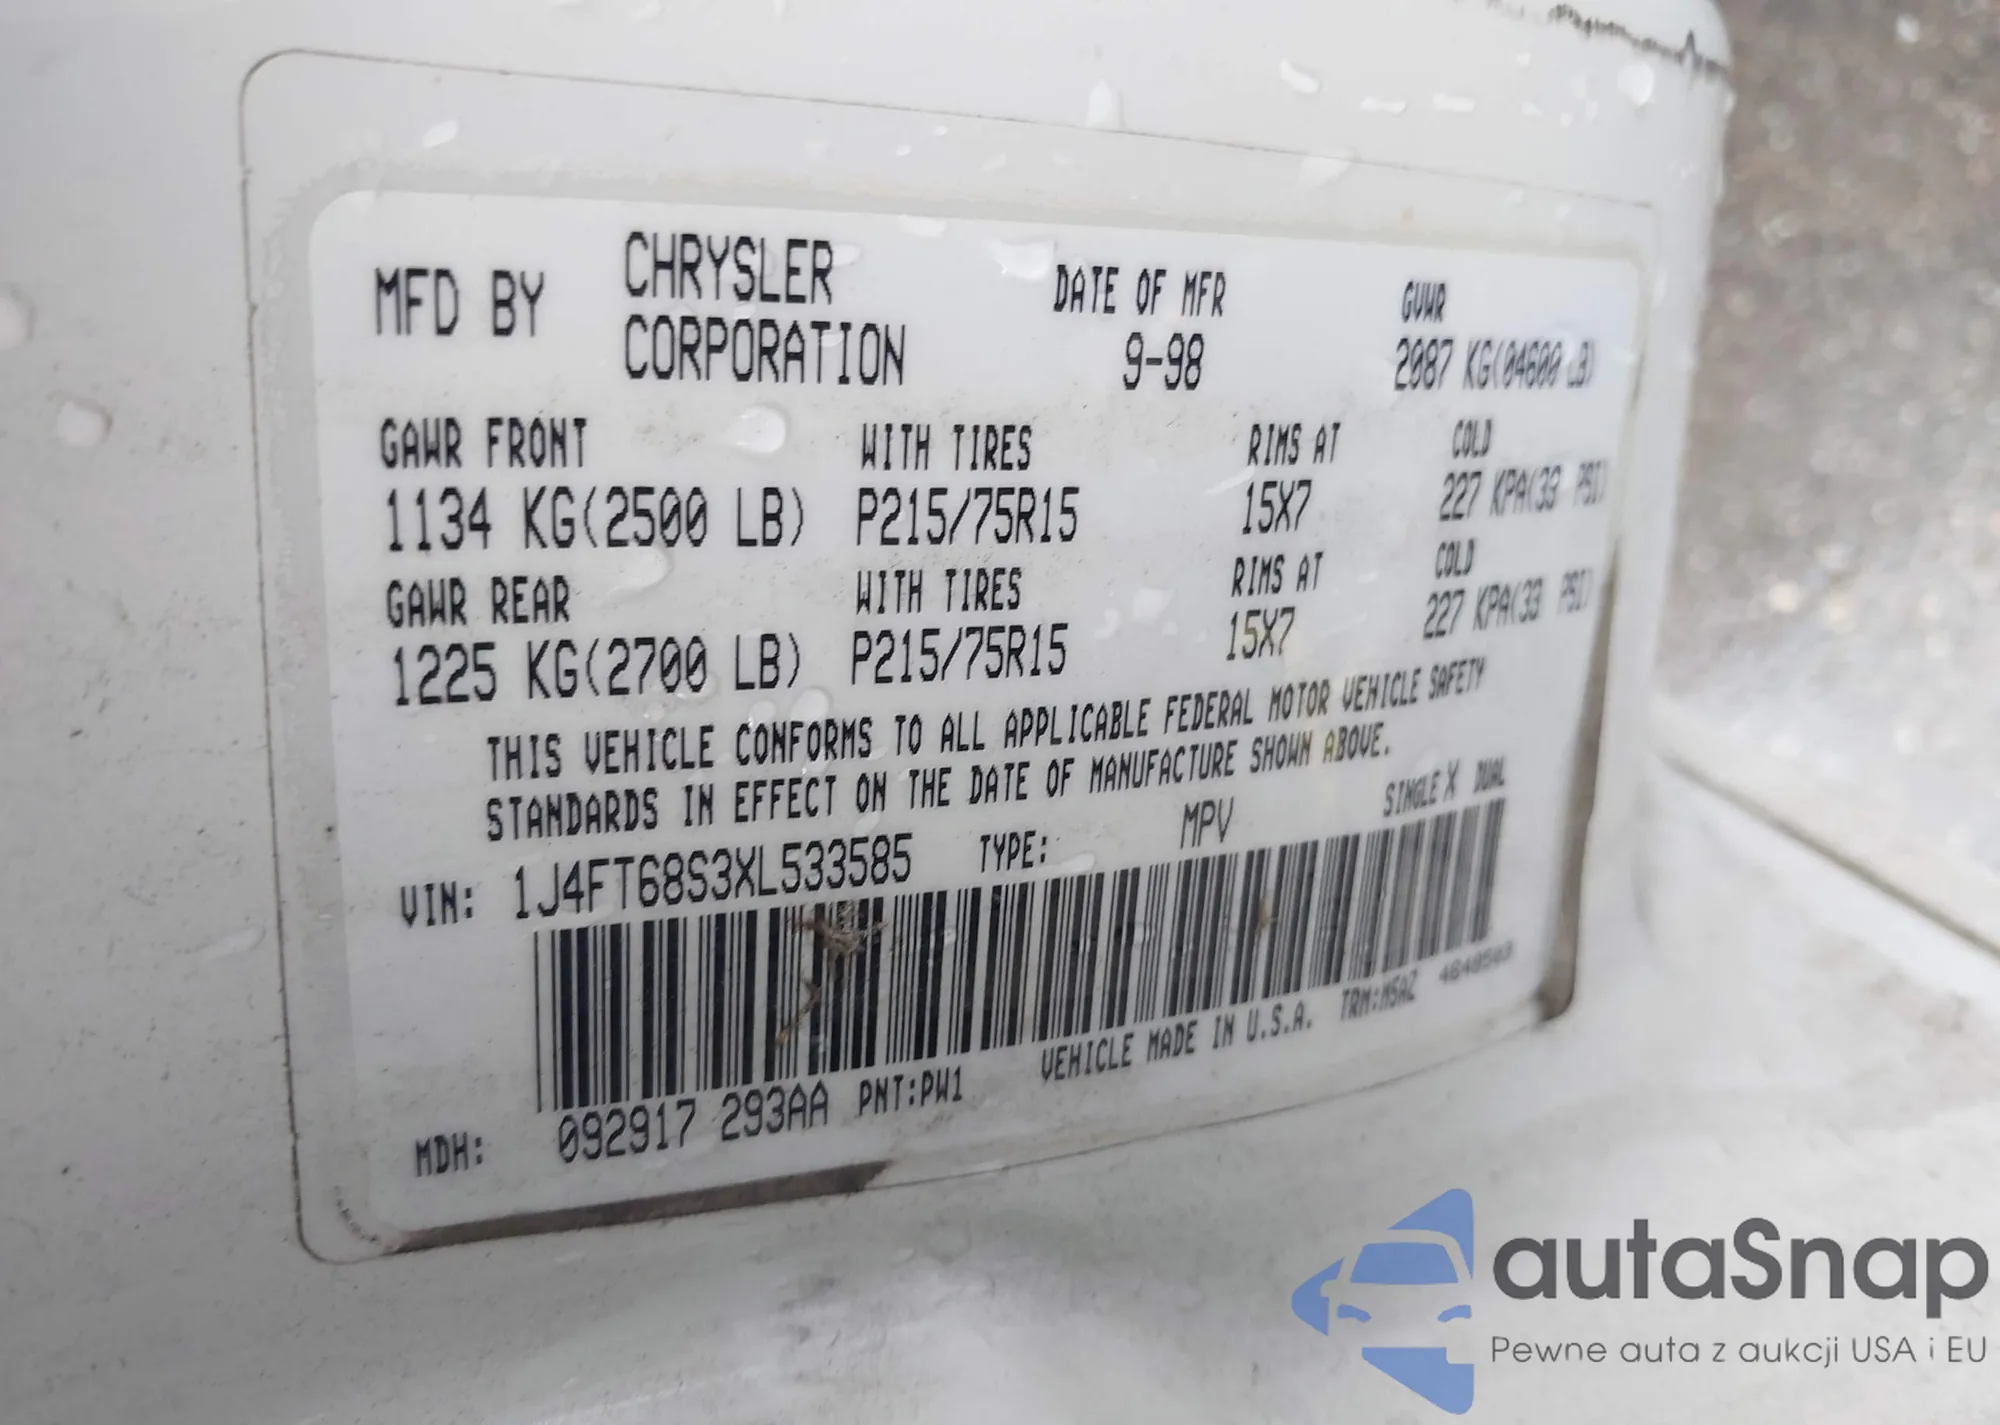 MFD BY CHRYSLER CORPORATION DATE OF MFR 9-98 GVWR 2087 KG(04600 LB)
GAWR FRONT WITH TIRES RIMS AT COLD
1134 KG(2500 LB) P215/75R15 15X7 227 KPA(33 PSI)
GAWR REAR WITH TIRES RIMS AT COLD
1225 KG(2700 LB) P215/75R15 15X7 227 KPA(33 PSI)
THIS VEHICLE CONFORMS TO ALL APPLICABLE FEDERAL MOTOR VEHICLE SAFETY
STANDARDS IN EFFECT ON THE DATE OF MANUFACTURE SHOWN ABOVE.
VIN: 1J4FT68S3XL533585 TYPE: MPV SINGLE X DUAL
MDH: 092917 293AA PNT:PW1 VEHICLE MADE IN U.S.A. TRM:M5AZ
autaSnap
Pewne auta z aukcji USA i EU